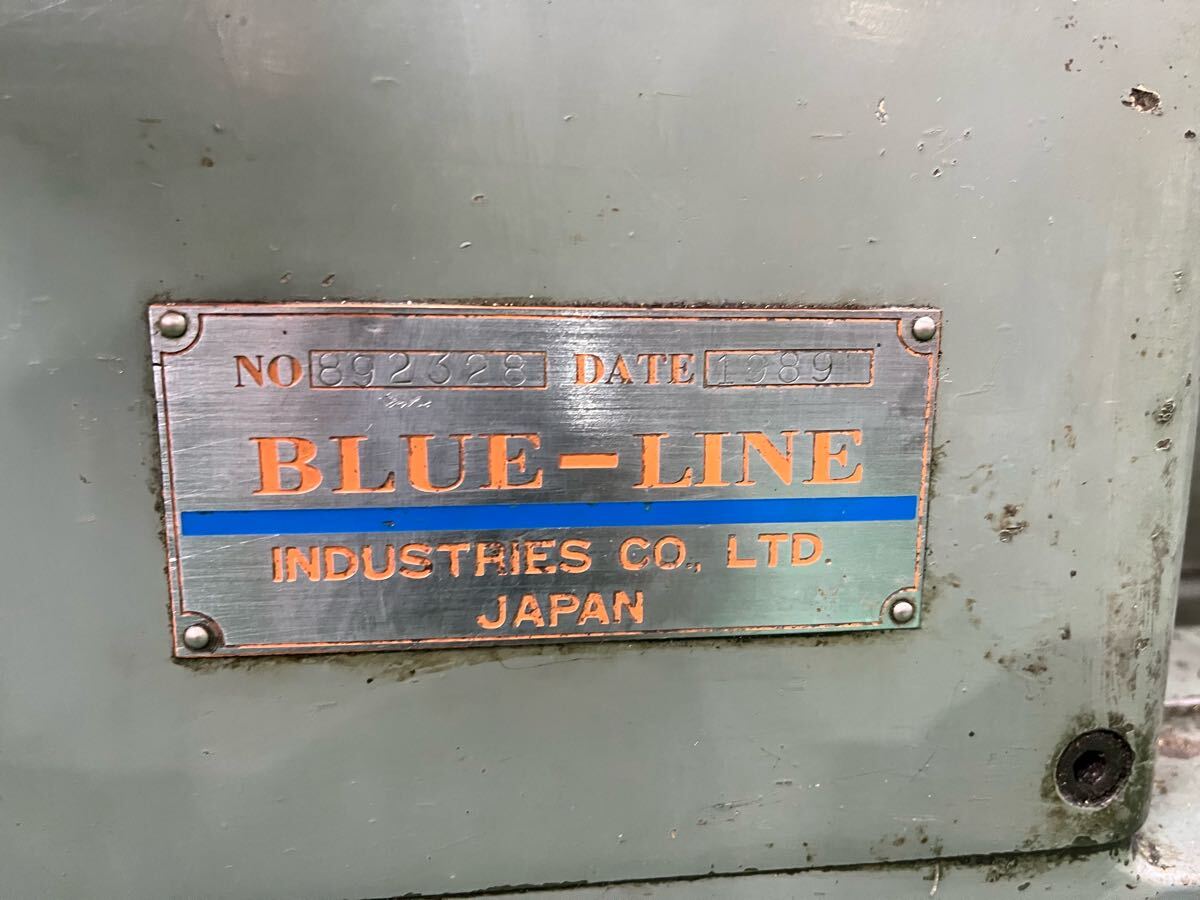 NO 892328 DATE 1989
BLUE-LINE
INDUSTRIES CO., LTD.
JAPAN